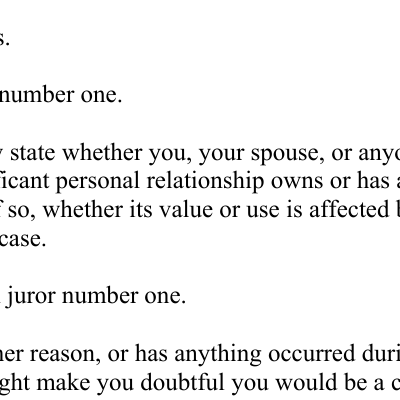 s.
number one.
state whether you, your spouse, or anyo
ficant personal relationship owns or has a
so, whether its value or use is affected b
case.
juror number one.
her reason, or has anything occurred duri
ght make you doubtful you would be a c